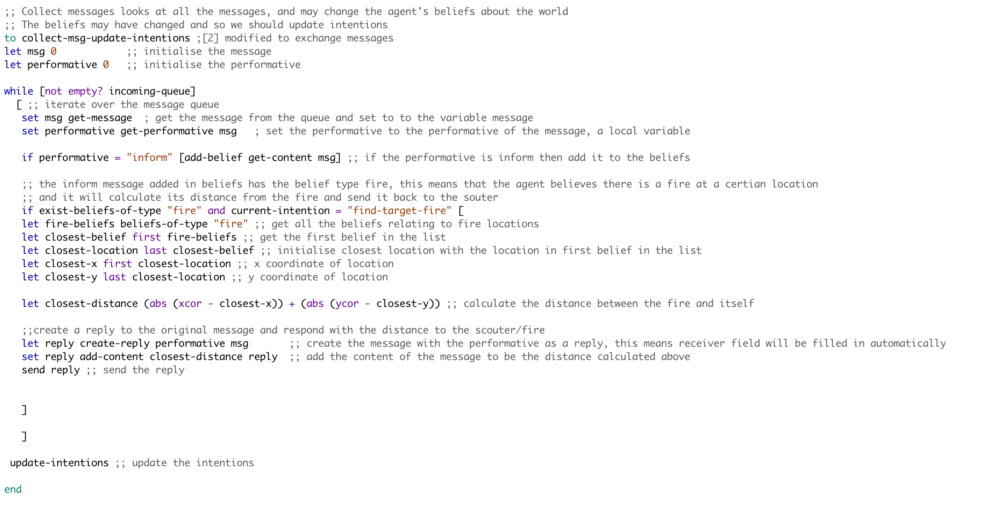 ;; Collect messages looks at all the messages, and may change the agent's beliefs about the world
;; The beliefs may have changed and so we should update intentions
to collect-msg-update-intentions ;[2] modified to exchange messages
let msg 0            ;; initialise the message
let performative 0   ;; initialise the performative

while [not empty? incoming-queue]
  [ ;; iterate over the message queue
   set msg get-message  ; get the message from the queue and set to to the variable message
   set performative get-performative msg   ; set the performative to the performative of the message, a local variable

   if performative = "inform" [add-belief get-content msg] ;; if the performative is inform then add it to the beliefs

   ;; the inform message added in beliefs has the belief type fire, this means that the agent believes there is a fire at a certian location
   ;; and it will calculate its distance from the fire and send it back to the souter
   if exist-beliefs-of-type "fire" and current-intention = "find-target-fire" [
   let fire-beliefs beliefs-of-type "fire" ;; get all the beliefs relating to fire locations
   let closest-belief first fire-beliefs ;; get the first belief in the list
   let closest-location last closest-belief ;; initialise closest location with the location in first belief in the list
   let closest-x first closest-location ;; x coordinate of location
   let closest-y last closest-location ;; y coordinate of location

   let closest-distance (abs (xcor - closest-x)) + (abs (ycor - closest-y)) ;; calculate the distance between the fire and itself

   ;;create a reply to the original message and respond with the distance to the scouter/fire
   let reply create-reply performative msg       ;; create the message with the performative as a reply, this means receiver field will be filled in automatically
   set reply add-content closest-distance reply  ;; add the content of the message to be the distance calculated above
   send reply ;; send the reply


   ]

   ]

 update-intentions ;; update the intentions

end